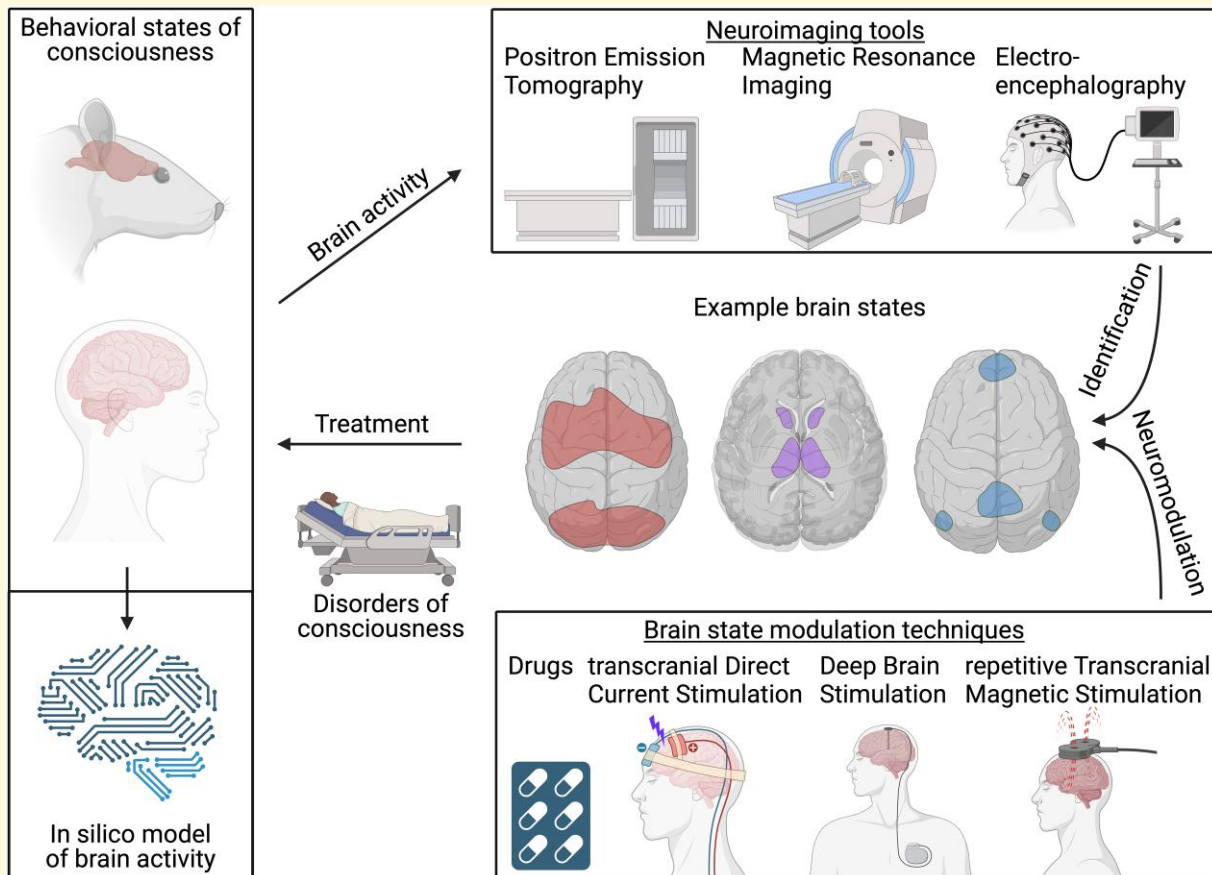 Behavioral states of
consciousness
Neuroimaging tools
Positron Emission
Tomography
Magnetic Resonance
Imaging
Electro-
encephalography
Brain activity
Example brain states
Identification
Neuromodulation
Treatment
Disorders of
consciousness
In silico model
of brain activity
Brain state modulation techniques
Drugs
transcranial Direct
Current Stimulation
Deep Brain
Stimulation
repetitive Transcranial
Magnetic Stimulation